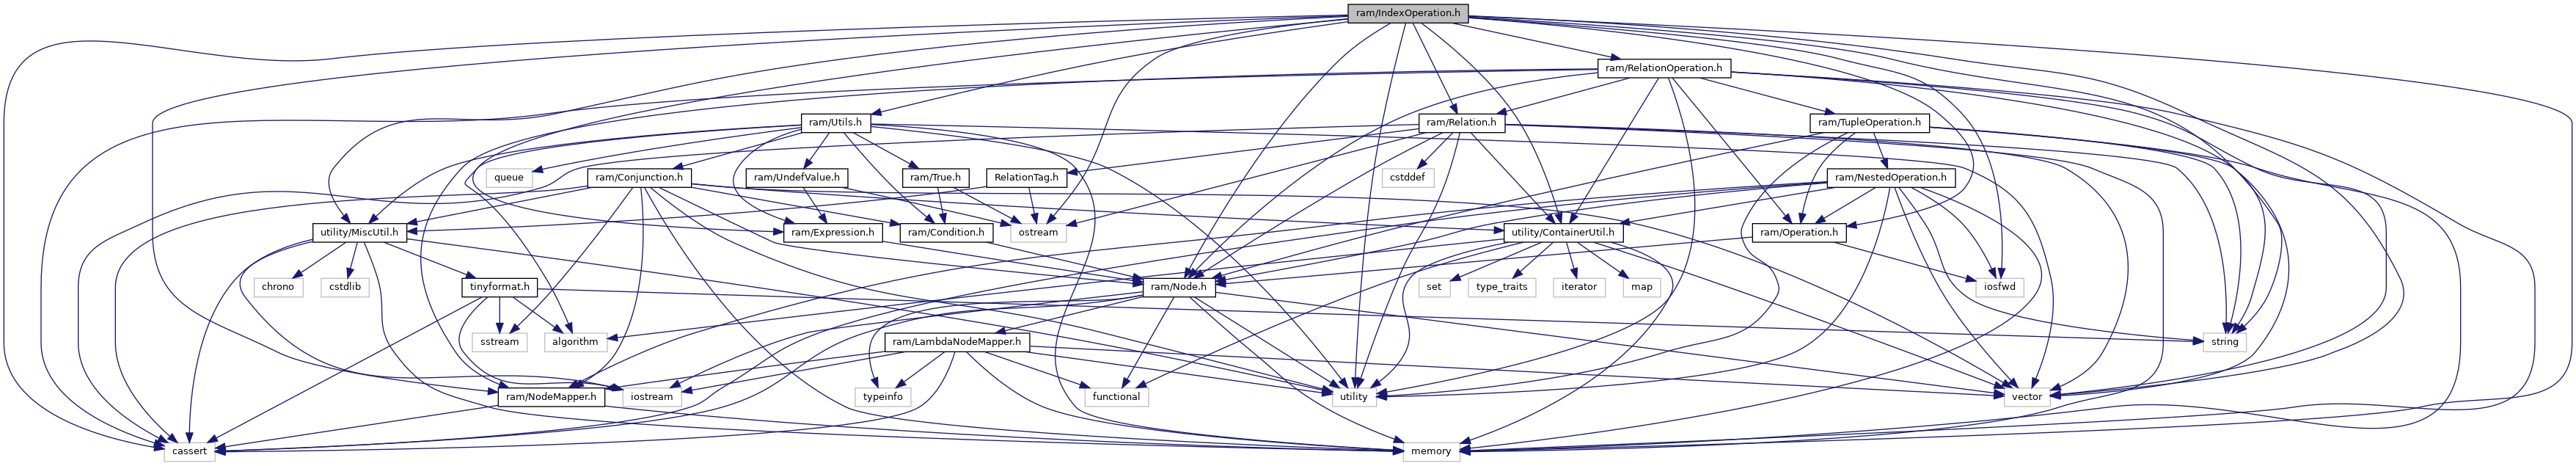 ram/IndexOperation.h
ram/RelationOperation.h
ram/Utils.h
ram/Relation.h
ram/TupleOperation.h
queue
ram/Conjunction.h
ram/UndefValue.h
ram/True.h
RelationTag.h
cstddef
ram/NestedOperation.h
utility/MiscUtil.h
ram/Expression.h
ram/Condition.h
ostream
utility/ContainerUtil.h
ram/Operation.h
chrono
cstdlib
tinyformat.h
ram/Node.h
set
type_traits
iterator
map
iosfwd
sstream
algorithm
ram/LambdaNodeMapper.h
string
ram/NodeMapper.h
iostream
typeinfo
functional
utility
vector
cassert
memory